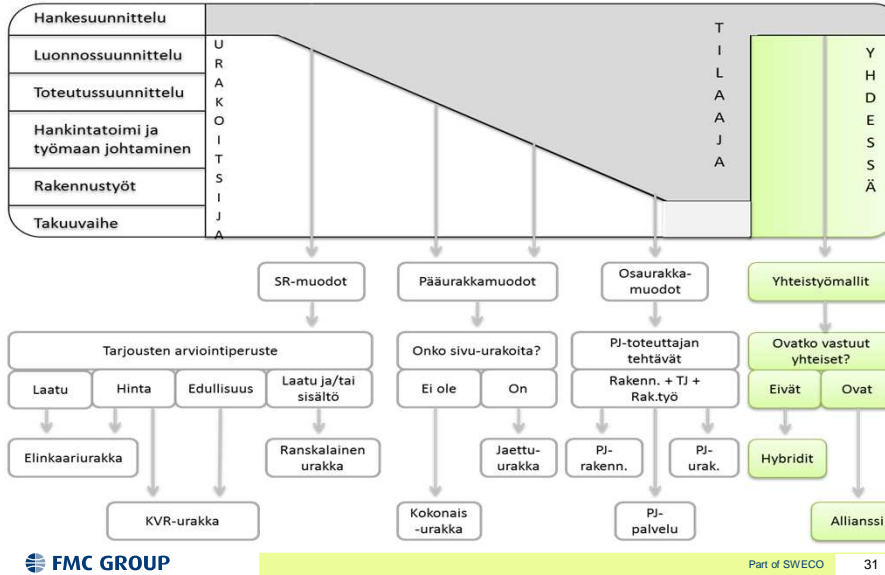 Hankesuunnittelu
Luonnossuunnittelu
Toteutussuunnittelu
Hankintatoimi ja
työmaan johtaminen
Rakennustyöt
Takuuvaihe
URAKOITSIJA
TILAAJA
YHDESSÄ
SR-muodot
Pääurakkamuodot
Osaurakka-
muodot
Yhteistyömallit
Tarjousten arviointiperuste
Onko sivu-urakoita?
PJ-toteuttajan
tehtävät
Ovatko vastuut
yhteiset?
Laatu
Hinta
Edullisuus
Laatu ja/tai
sisältö
Ei ole
On
Rakenn. + TJ +
Rak.työ
Eivät
Ovat
Elinkaariurakka
Ranskalainen
urakka
Jaettu-
urakka
PJ-
rakenn.
PJ-
urak.
Hybridit
KVR-urakka
Kokonais
-urakka
PJ-
palvelu
Allianssi
FMC GROUP
Part of SWECO
31